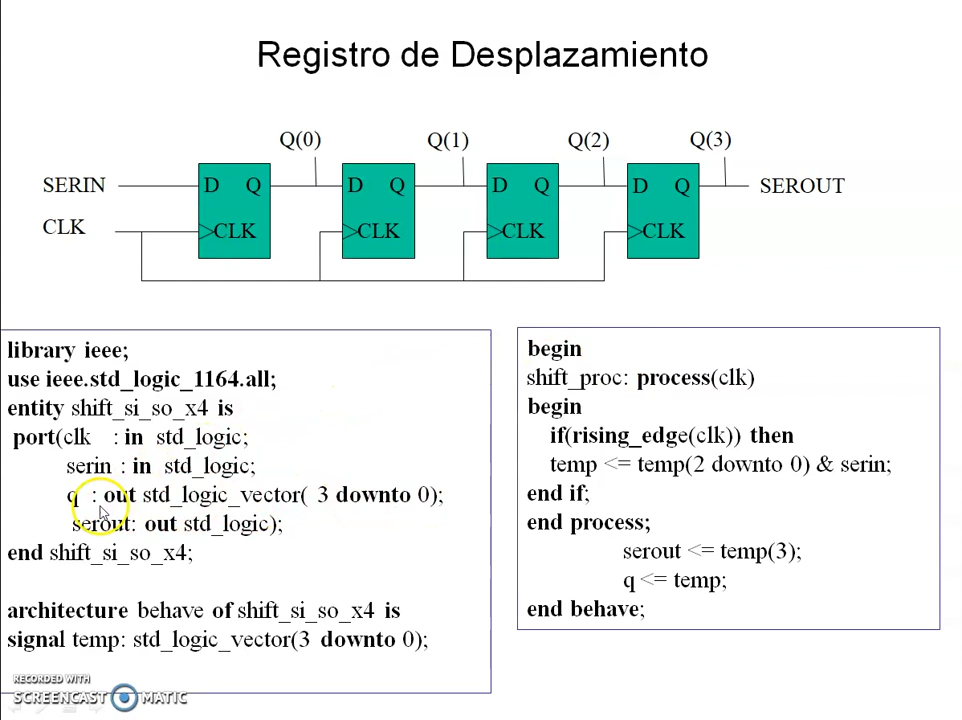 Registro de Desplazamiento
Q(0) Q(1) Q(2) Q(3)
SERIN D Q D Q D Q D Q SEROUT
CLK CLK CLK CLK CLK
library ieee;
use ieee.std_logic_1164.all;
entity shift_si_so_x4 is
port(clk : in std_logic;
serin : in std_logic;
q : out std_logic_vector( 3 downto 0);
serout: out std_logic);
end shift_si_so_x4;
architecture behave of shift_si_so_x4 is
signal temp: std_logic_vector(3 downto 0);
begin
shift_proc: process(clk)
begin
if(rising_edge(clk)) then
temp <= temp(2 downto 0) & serin;
end if;
end process;
serout <= temp(3);
q <= temp;
end behave;
RECORDED WITH
SCREENCAST MATIC